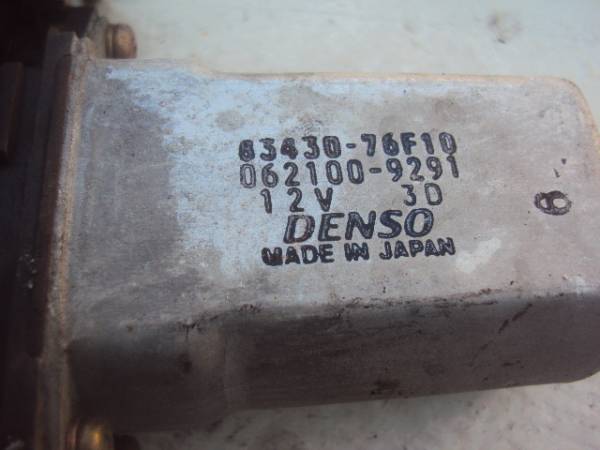 83430-76F10
062100-9291
12V 3D
DENSO
MADE IN JAPAN